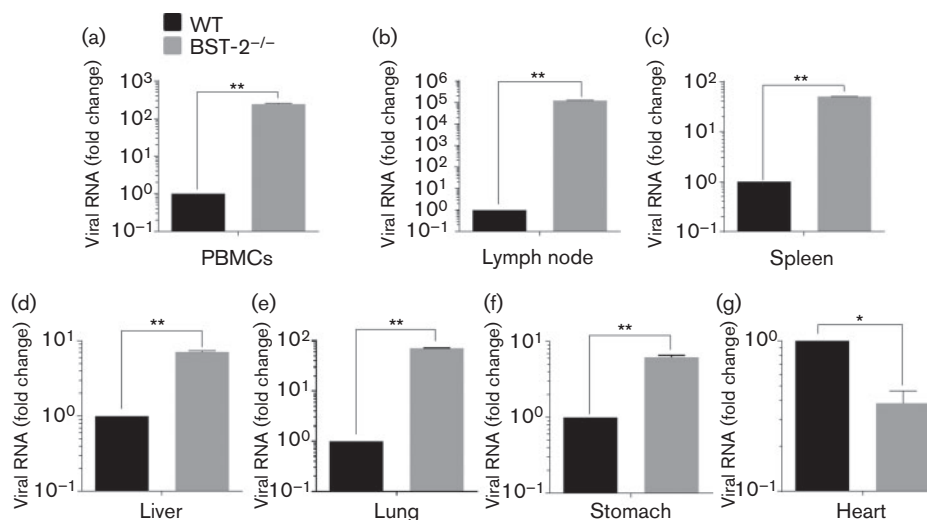 WT
BST-2⁻/⁻
(a)
Viral RNA (fold change)
10³
10²
10¹
10⁰
10⁻¹
**
PBMCs
(b)
Viral RNA (fold change)
10⁶
10⁵
10⁴
10³
10²
10¹
10⁰
10⁻¹
**
Lymph node
(c)
Viral RNA (fold change)
10²
10¹
10⁰
10⁻¹
**
Spleen
(d)
Viral RNA (fold change)
10¹
10⁰
10⁻¹
**
Liver
(e)
Viral RNA (fold change)
10²
10¹
10⁰
10⁻¹
**
Lung
(f)
Viral RNA (fold change)
10¹
10⁰
10⁻¹
**
Stomach
(g)
Viral RNA (fold change)
10⁰
10⁻¹
*
Heart